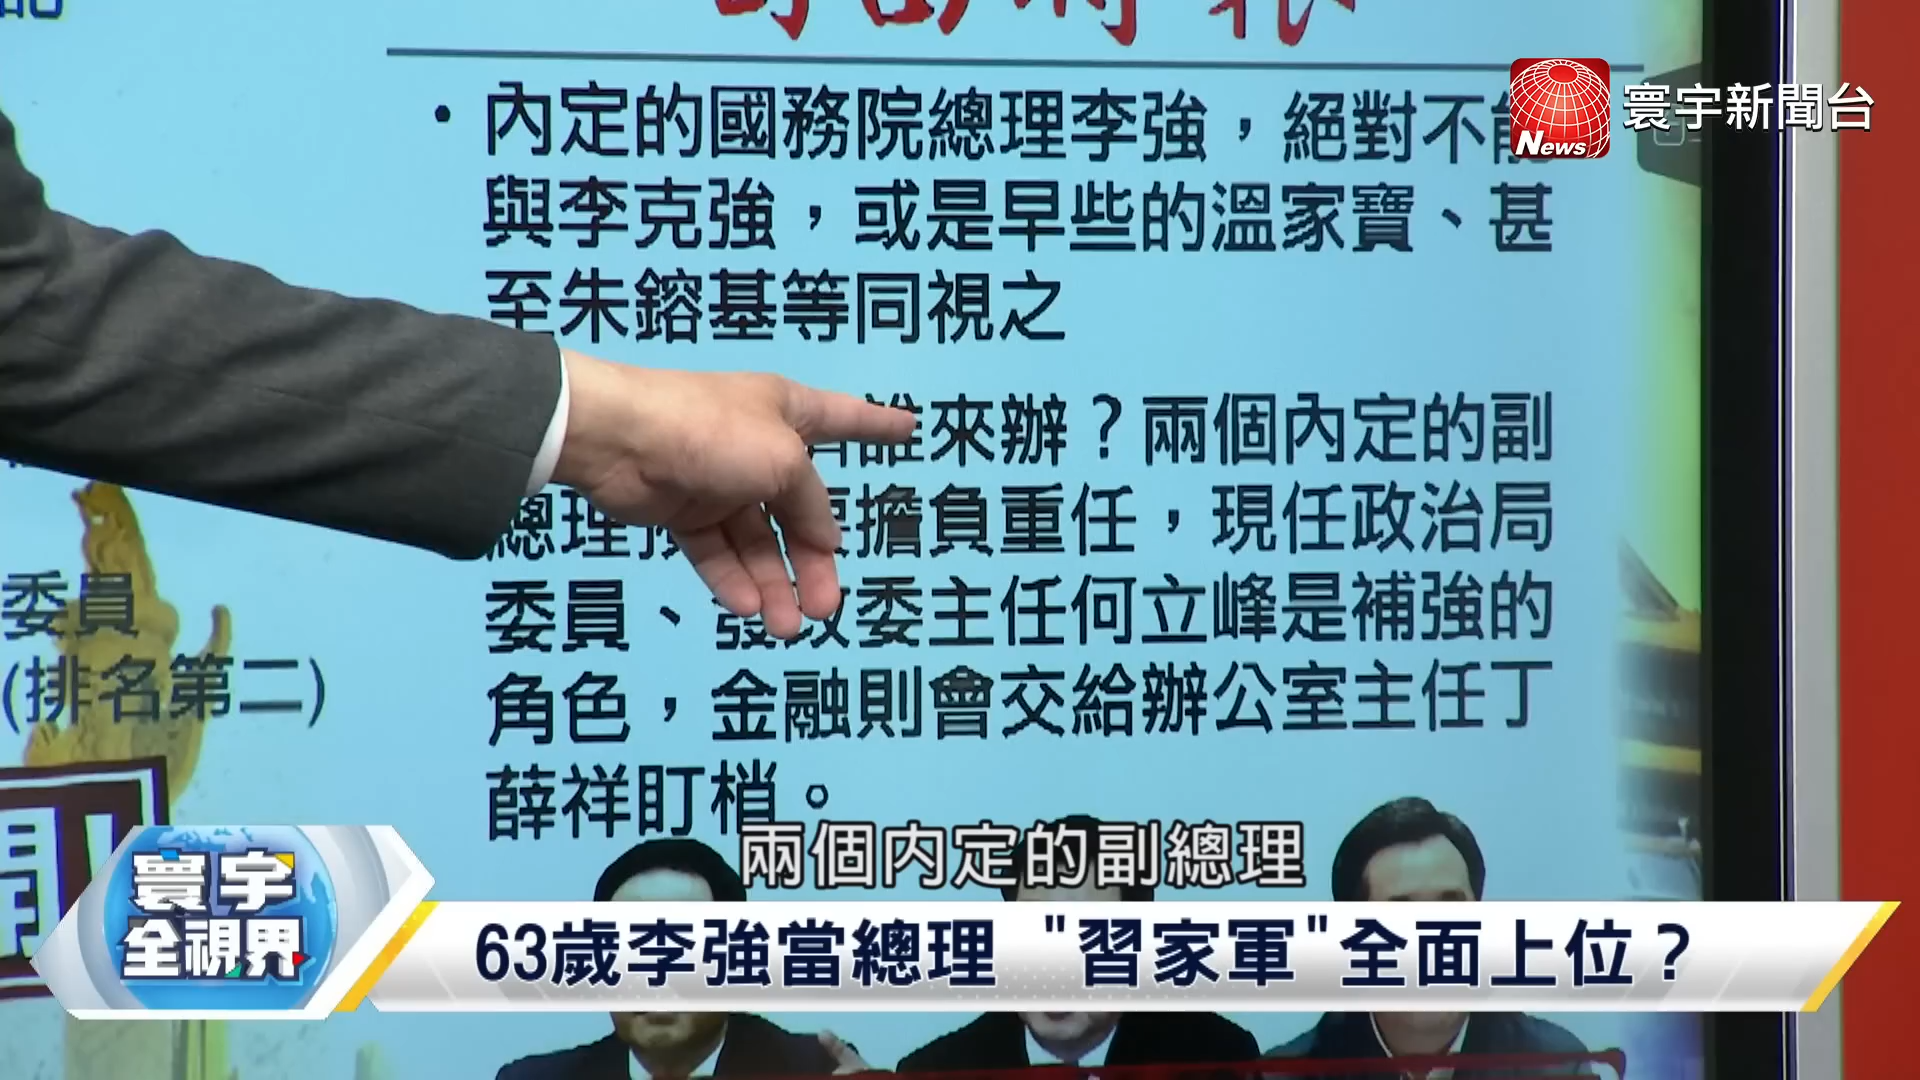 內定的國務院總理李強，絕對不能
與李克強，或是早些的溫家寶、甚
至朱鎔基等同視之
誰來辦？兩個內定的副
總理 要擔負重任，現任政治局
委員、發改委主任何立峰是補強的
角色，金融則會交給辦公室主任丁
薛祥盯梢。
委員
(排名第二)
News
寰宇新聞台
兩個內定的副總理
寰宇
全視界
63歲李強當總理 "習家軍"全面上位？